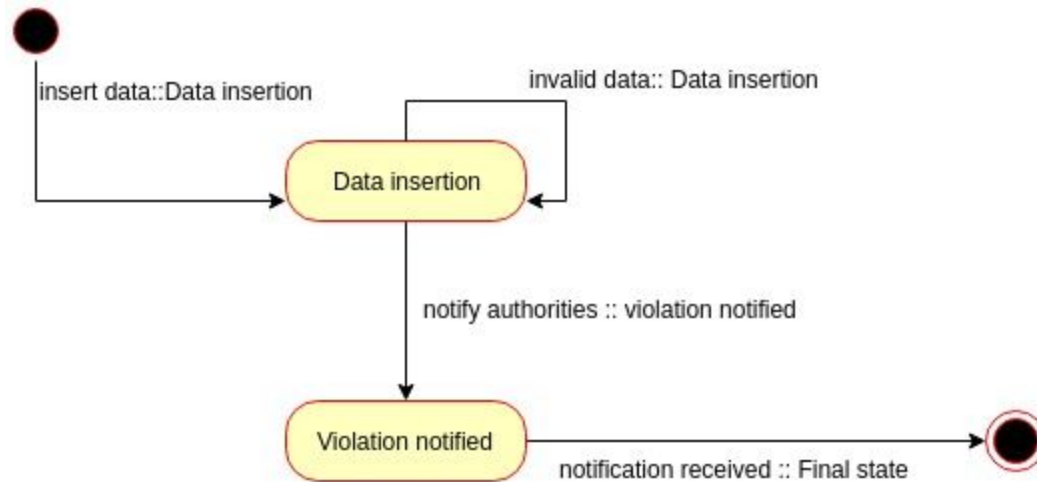 insert data::Data insertion
invalid data:: Data insertion
Data insertion
notify authorities :: violation notified
Violation notified
notification received :: Final state